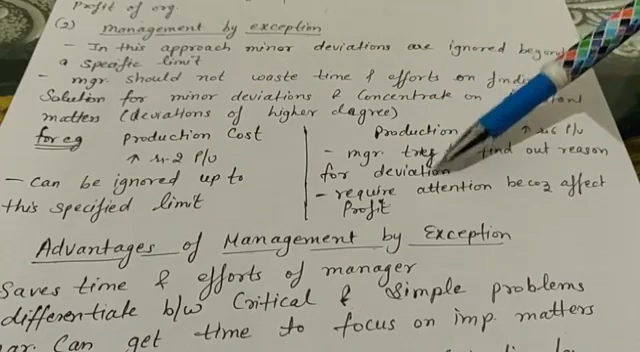 Profit of org.
(2) Management by exception
- In this approach minor deviations are ignored beyond
a specific limit
- mgr. should not waste time & efforts on
Solution for minor deviations & Concentrate on
matters (deviations of higher degree)
for eg Production Cost
↑ 2 P/U
- Can be ignored up to
this specified limit
Production ↑ P/U
- mgr. find out reason
for deviation
- require attention becoz affect
Profit
Advantages of Management by Exception
Saves time & efforts of manager
differentiate b/w Critical & Simple problems
Can get time to focus on imp. matters